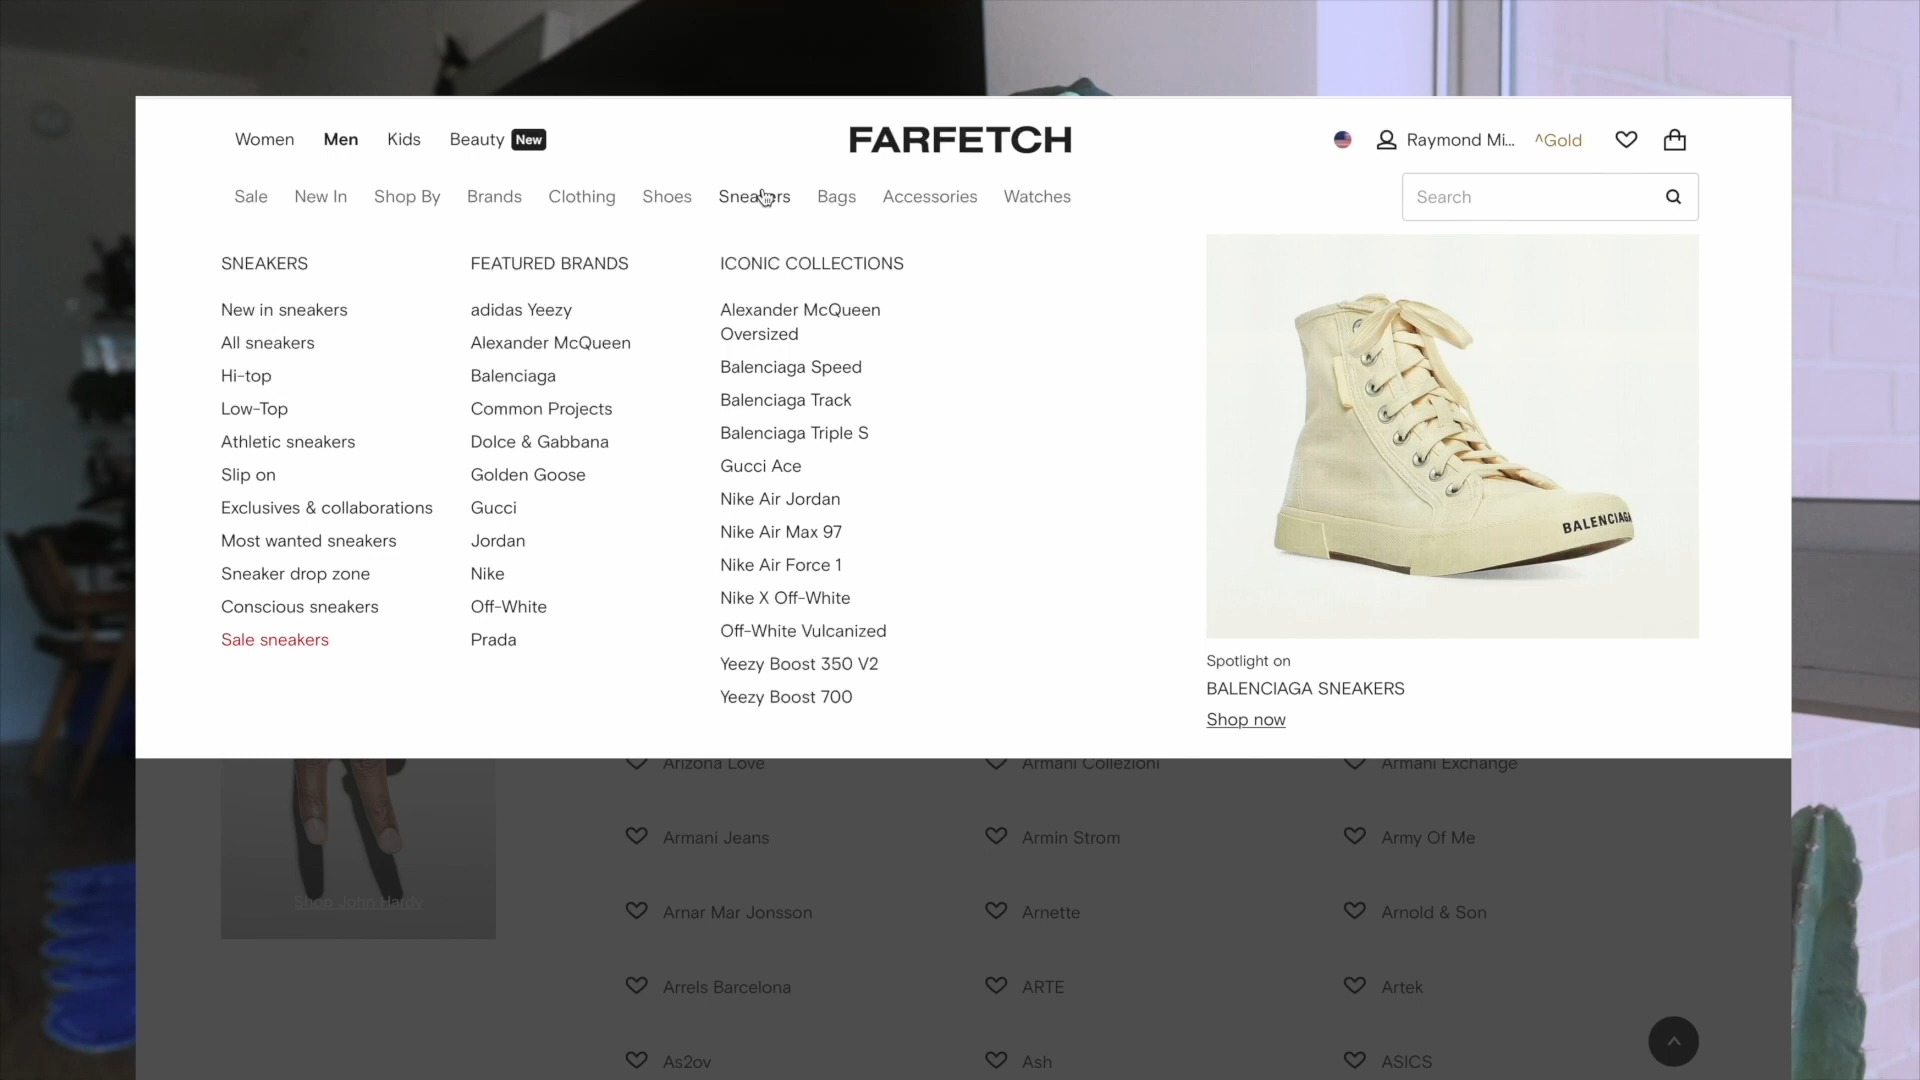 Women Men Kids Beauty New FARFETCH Raymond Mi... ^Gold
Sale New In Shop By Brands Clothing Shoes Sneakers Bags Accessories Watches Search
SNEAKERS
New in sneakers
All sneakers
Hi-top
Low-Top
Athletic sneakers
Slip on
Exclusives & collaborations
Most wanted sneakers
Sneaker drop zone
Conscious sneakers
Sale sneakers
FEATURED BRANDS
adidas Yeezy
Alexander McQueen
Balenciaga
Common Projects
Dolce & Gabbana
Golden Goose
Gucci
Jordan
Nike
Off-White
Prada
ICONIC COLLECTIONS
Alexander McQueen
Oversized
Balenciaga Speed
Balenciaga Track
Balenciaga Triple S
Gucci Ace
Nike Air Jordan
Nike Air Max 97
Nike Air Force 1
Nike X Off-White
Off-White Vulcanized
Yeezy Boost 350 V2
Yeezy Boost 700
BALENCIAGA
Spotlight on
BALENCIAGA SNEAKERS
Shop now
Shop John Hardy
Arizona Love Armani Collezioni Armani Exchange
Armani Jeans Armin Strom Army Of Me
Arnar Mar Jonsson Arnette Arnold & Son
Arrels Barcelona ARTE Artek
As2ov Ash ASICS